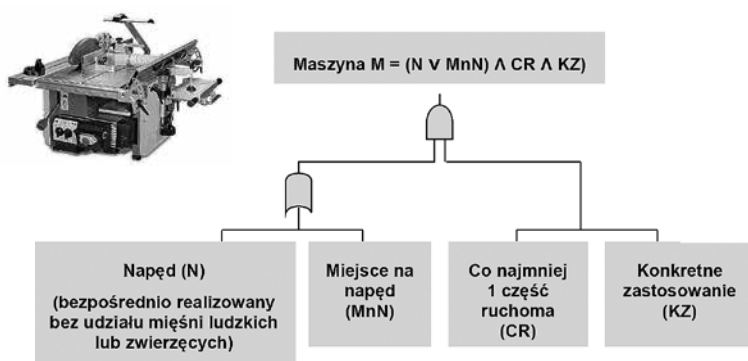 Maszyna M = (N v MnN) Λ CR Λ KZ)
Napęd (N)
(bezpośrednio realizowany
bez udziału mięśni ludzkich
lub zwierzęcych)
Miejsce na
napęd
(MnN)
Co najmniej
1 część
ruchoma
(CR)
Konkretne
zastosowanie
(KZ)